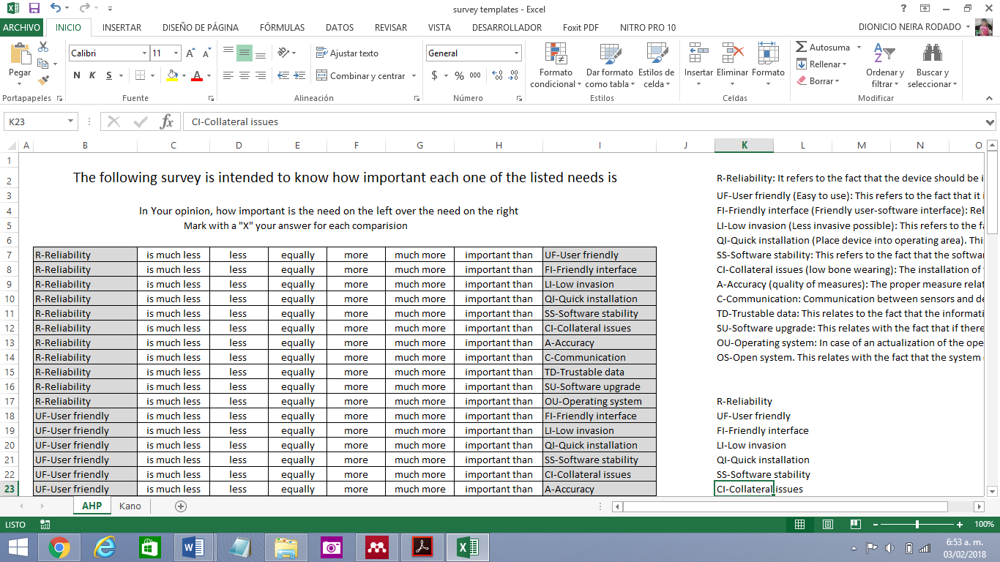 survey templates - Excel
ARCHIVO INICIO INSERTAR DISEÑO DE PÁGINA FÓRMULAS DATOS REVISAR VISTA DESARROLLADOR Foxit PDF NITRO PRO 10 DIONICIO NEIRA RODADO
Calibri 11 Ajustar texto General Autosuma
Pegar N K S Combinar y centrar $ % 000 Formato condicional Dar formato como tabla Estilos de celda Insertar Eliminar Formato Rellenar Borrar Ordenar y filtrar Buscar y seleccionar
Portapapeles Fuente Alineación Número Estilos Celdas Modificar
K23 fx CI-Collateral issues
A B C D E F G H I J K L M N O
1
2 The following survey is intended to know how important each one of the listed needs is R-Reliability: It refers to the fact that the device should be i
3 UF-User friendly (Easy to use): This refers to the fact that it i
4 In Your opinion, how important is the need on the left over the need on the right FI-Friendly interface (Friendly user-software interface): Rel
5 Mark with a "X" your answer for each comparision LI-Low invasion (Less invasive possible): This refers to the fa
6 QI-Quick installation (Place device into operating area). Thi
7 R-Reliability is much less less equally more much more important than UF-User friendly SS-Software stability: This refers to the fact that the softwar
8 R-Reliability is much less less equally more much more important than FI-Friendly interface CI-Collateral issues (low bone wearing): The installation of
9 R-Reliability is much less less equally more much more important than LI-Low invasion A-Accuracy (quality of measures): The proper measure relat
10 R-Reliability is much less less equally more much more important than QI-Quick installation C-Communication: Communication between sensors and de
11 R-Reliability is much less less equally more much more important than SS-Software stability TD-Trustable data: This relates to the fact that the informati
12 R-Reliability is much less less equally more much more important than CI-Collateral issues SU-Software upgrade: This relates with the fact that if there
13 R-Reliability is much less less equally more much more important than A-Accuracy OU-Operating system: In case of an actualization of the ope
14 R-Reliability is much less less equally more much more important than C-Communication OS-Open system. This relates with the fact that the system
15 R-Reliability is much less less equally more much more important than TD-Trustable data
16 R-Reliability is much less less equally more much more important than SU-Software upgrade
17 R-Reliability is much less less equally more much more important than OU-Operating system R-Reliability
18 UF-User friendly is much less less equally more much more important than FI-Friendly interface UF-User friendly
19 UF-User friendly is much less less equally more much more important than LI-Low invasion FI-Friendly interface
20 UF-User friendly is much less less equally more much more important than QI-Quick installation LI-Low invasion
21 UF-User friendly is much less less equally more much more important than SS-Software stability QI-Quick installation
22 UF-User friendly is much less less equally more much more important than CI-Collateral issues SS-Software stability
23 UF-User friendly is much less less equally more much more important than A-Accuracy CI-Collateral issues
AHP Kano
LISTO 100%
6:53 a. m.
03/02/2018